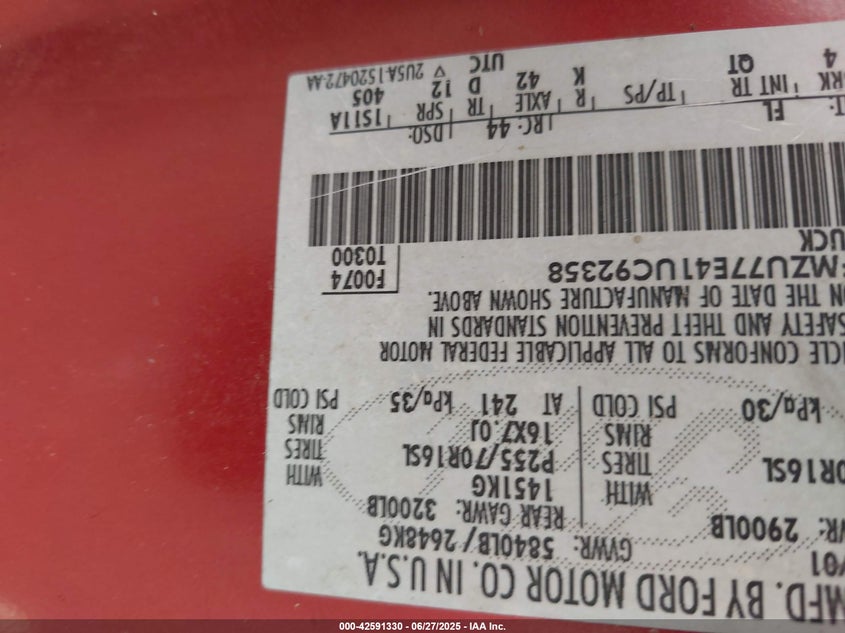 MFD. BY FORD MOTOR CO. IN U.S.A.
/01 GVWR: 5840LB / 2648KG
2900LB REAR GAWR: 3200LB
1451KG
0R16SL WITH TIRES P255/70R16SL WITH TIRES
RIMS 16X7.0J RIMS
kPa/30 PSI COLD AT 241 kPa/35 PSI COLD
ICLE CONFORMS TO ALL APPLICABLE FEDERAL MOTOR
SAFETY AND THEFT PREVENTION STANDARDS IN
ON THE DATE OF MANUFACTURE SHOWN ABOVE.
FMZU77E41UC92358 F0074
UCK T0300
FL RC: 44 DSO:
INT TR TP/PS R AXLE TR SPR 1S11A
4 QT K 42 D 12 405
UTC ▽ 2U5A-1520472-AA
000-42591330 - 06/27/2025 - IAA Inc.